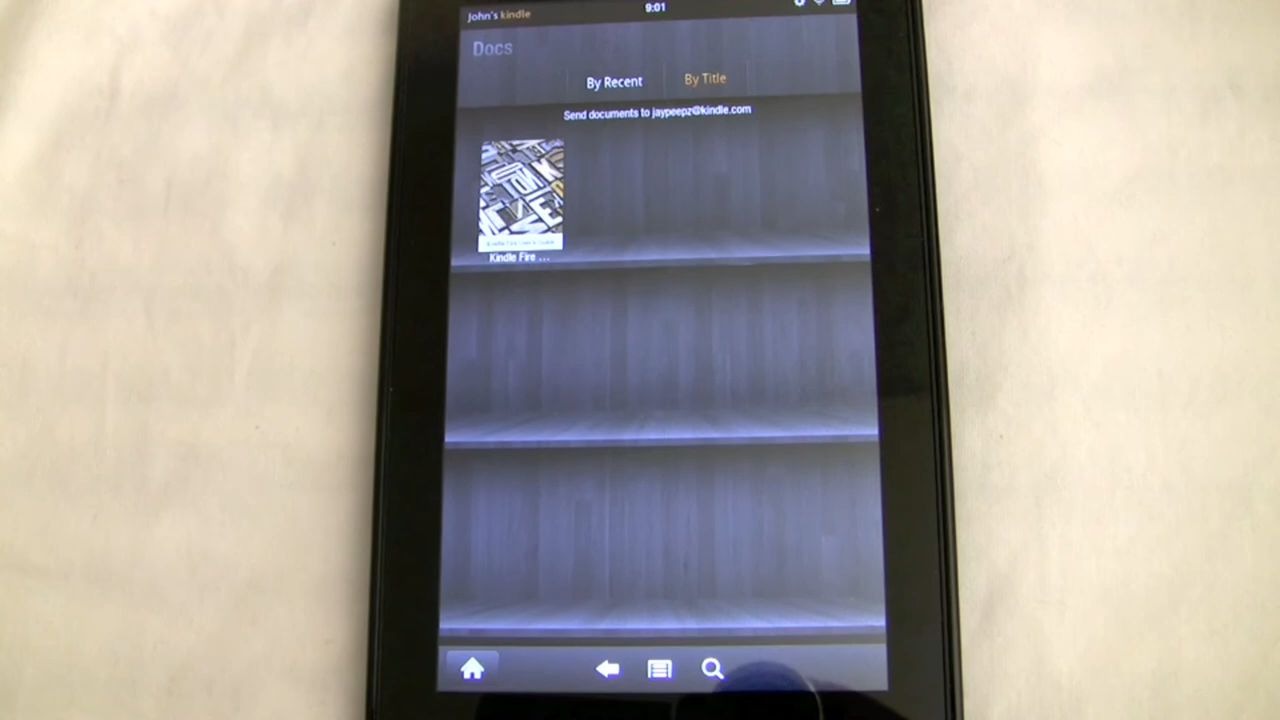 John's kindle
9:01
Docs
By Recent
By Title
Send documents to jaypeepz@kindle.com
Kindle Fire ...